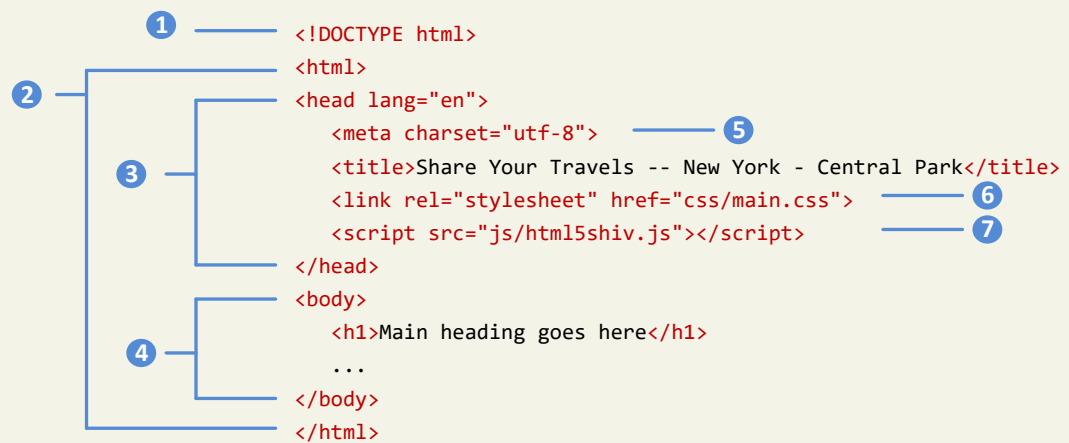 1 <!DOCTYPE html>
<html>
2 <head lang="en">
<meta charset="utf-8"> 5
3 <title>Share Your Travels -- New York - Central Park</title>
<link rel="stylesheet" href="css/main.css"> 6
<script src="js/html5shiv.js"></script> 7
</head>
<body>
<h1>Main heading goes here</h1>
4 ...
</body>
</html>